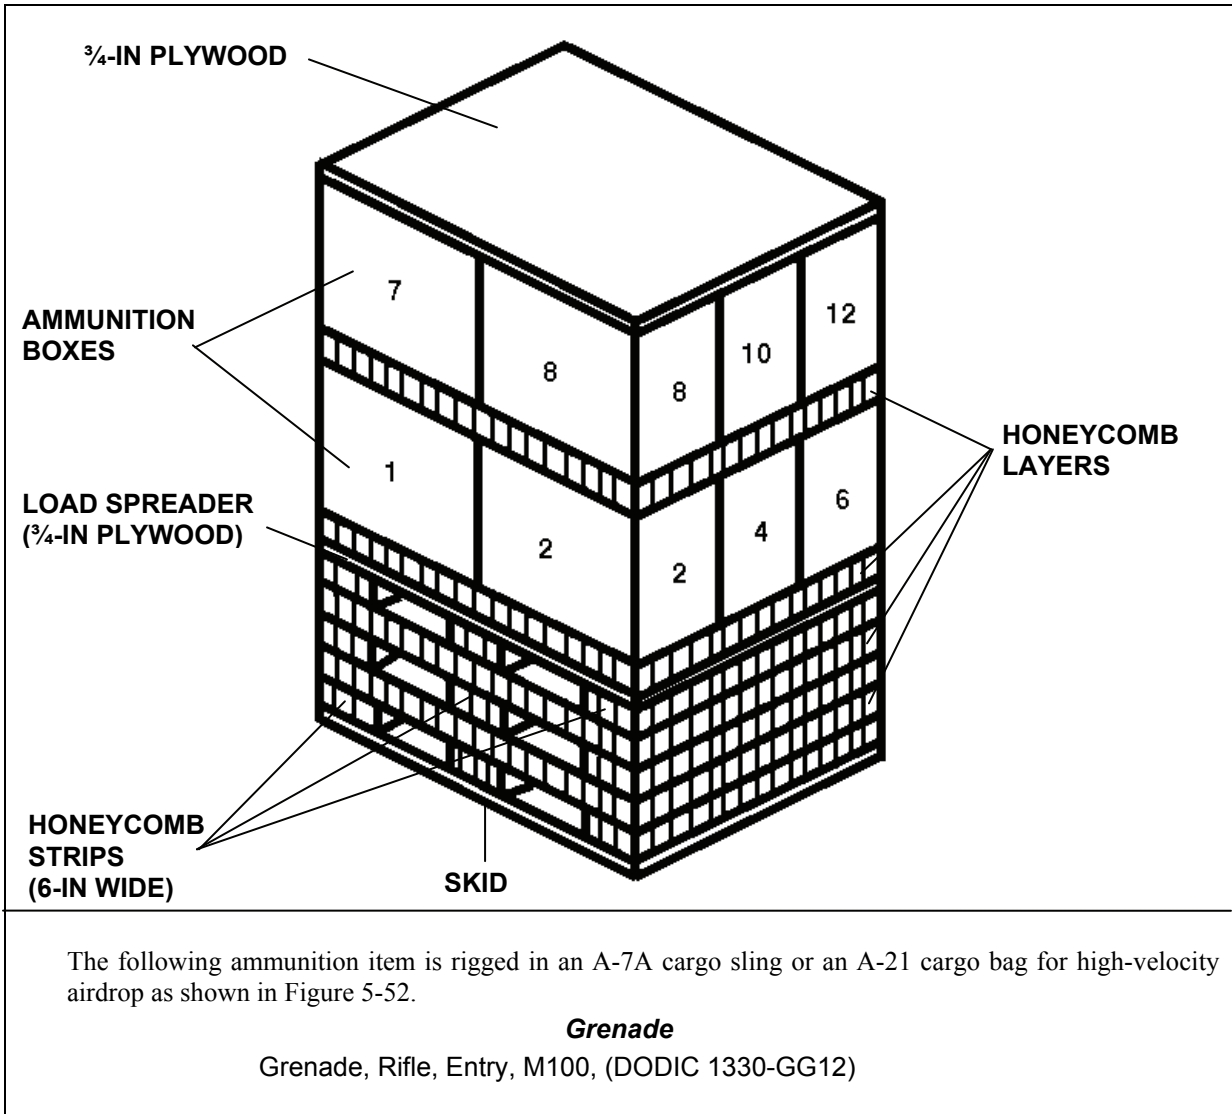 ¾-IN PLYWOOD
AMMUNITION
BOXES
7
8
8
10
12
HONEYCOMB
LAYERS
1
2
2
4
6
LOAD SPREADER
(¾-IN PLYWOOD)
HONEYCOMB
STRIPS
(6-IN WIDE)
SKID
The following ammunition item is rigged in an A-7A cargo sling or an A-21 cargo bag for high-velocity
airdrop as shown in Figure 5-52.
Grenade
Grenade, Rifle, Entry, M100, (DODIC 1330-GG12)